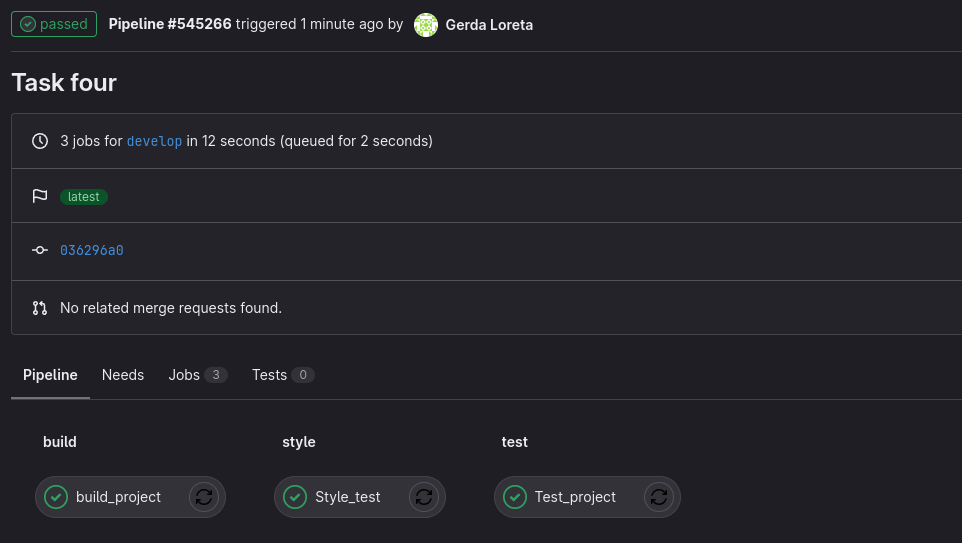 passed Pipeline #545266 triggered 1 minute ago by Gerda Loreta
Task four
3 jobs for develop in 12 seconds (queued for 2 seconds)
latest
036296a0
No related merge requests found.
Pipeline Needs Jobs 3 Tests 0
build style test
build_project Style_test Test_project